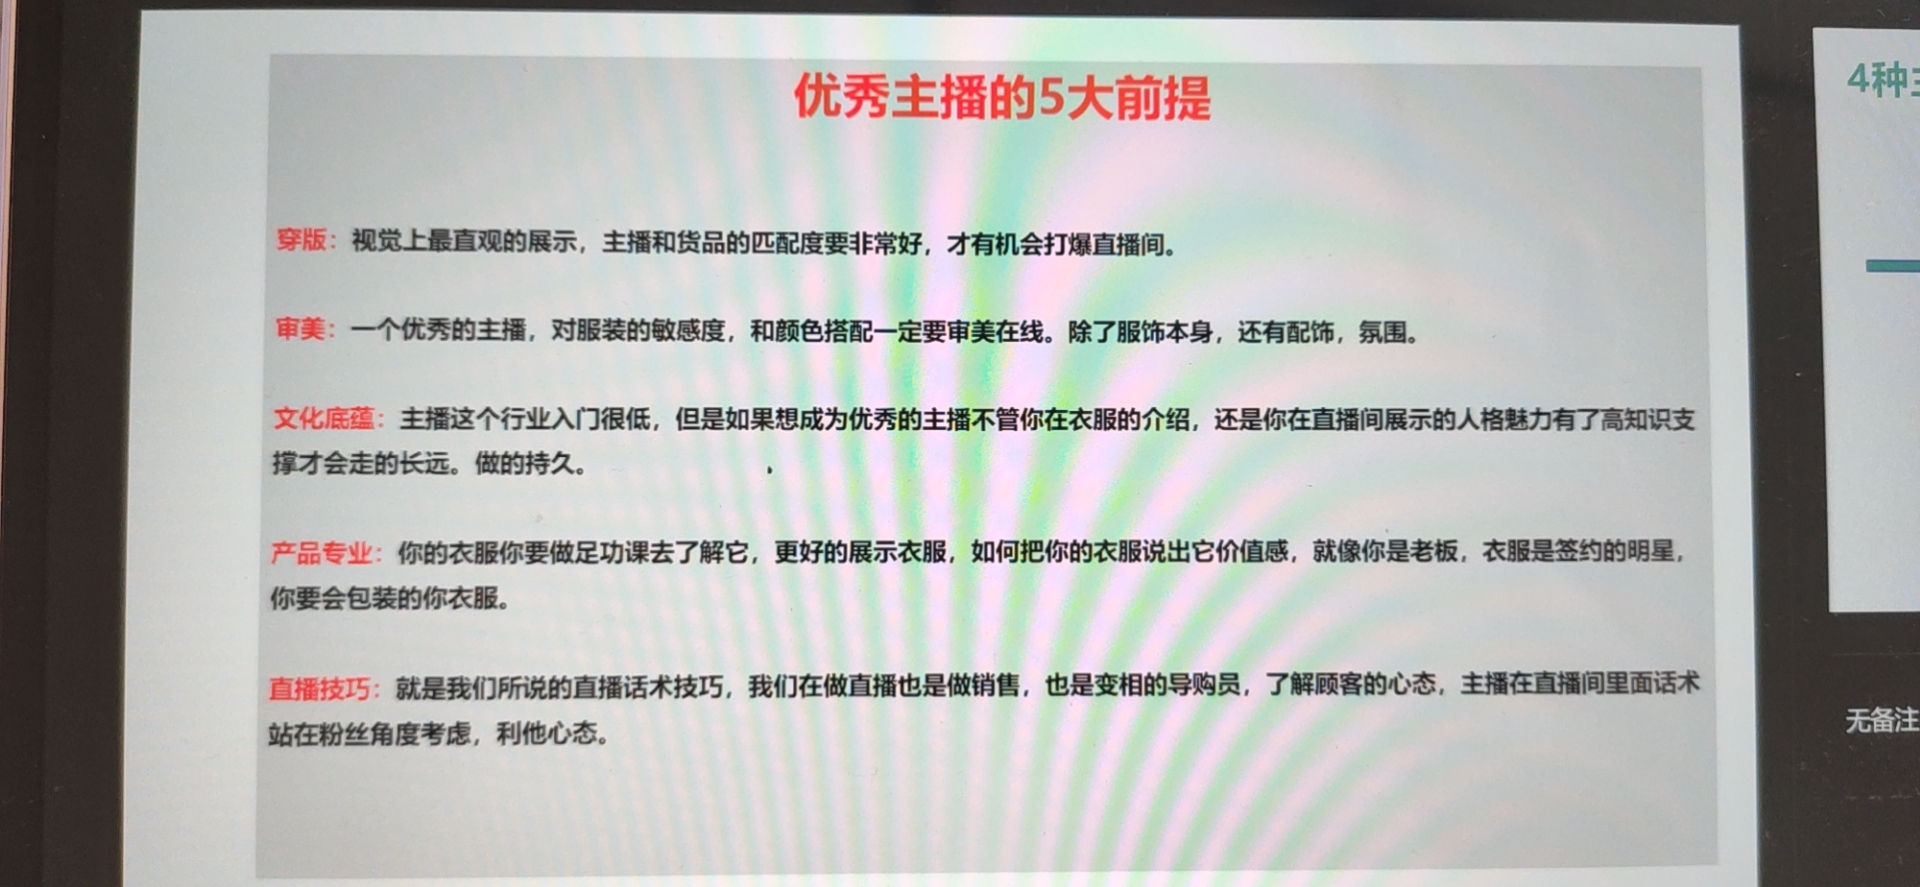 优秀主播的5大前提
穿版：视觉上最直观的展示，主播和货品的匹配度要非常好，才有机会打爆直播间。
审美：一个优秀的主播，对服装的敏感度，和颜色搭配一定要审美在线。除了服饰本身，还有配饰，氛围。
文化底蕴：主播这个行业入门很低，但是如果想成为优秀的主播不管你在衣服的介绍，还是你在直播间展示的人格魅力有了高知识支
撑才会走的长远。做的持久。
产品专业：你的衣服你要做足功课去了解它，更好的展示衣服，如何把你的衣服说出它价值感，就像你是老板，衣服是签约的明星，
你要会包装的你衣服。
直播技巧：就是我们所说的直播话术技巧，我们在做直播也是做销售，也是变相的导购员，了解顾客的心态，主播在直播间里面话术
站在粉丝角度考虑，利他心态。
4种主
无备注